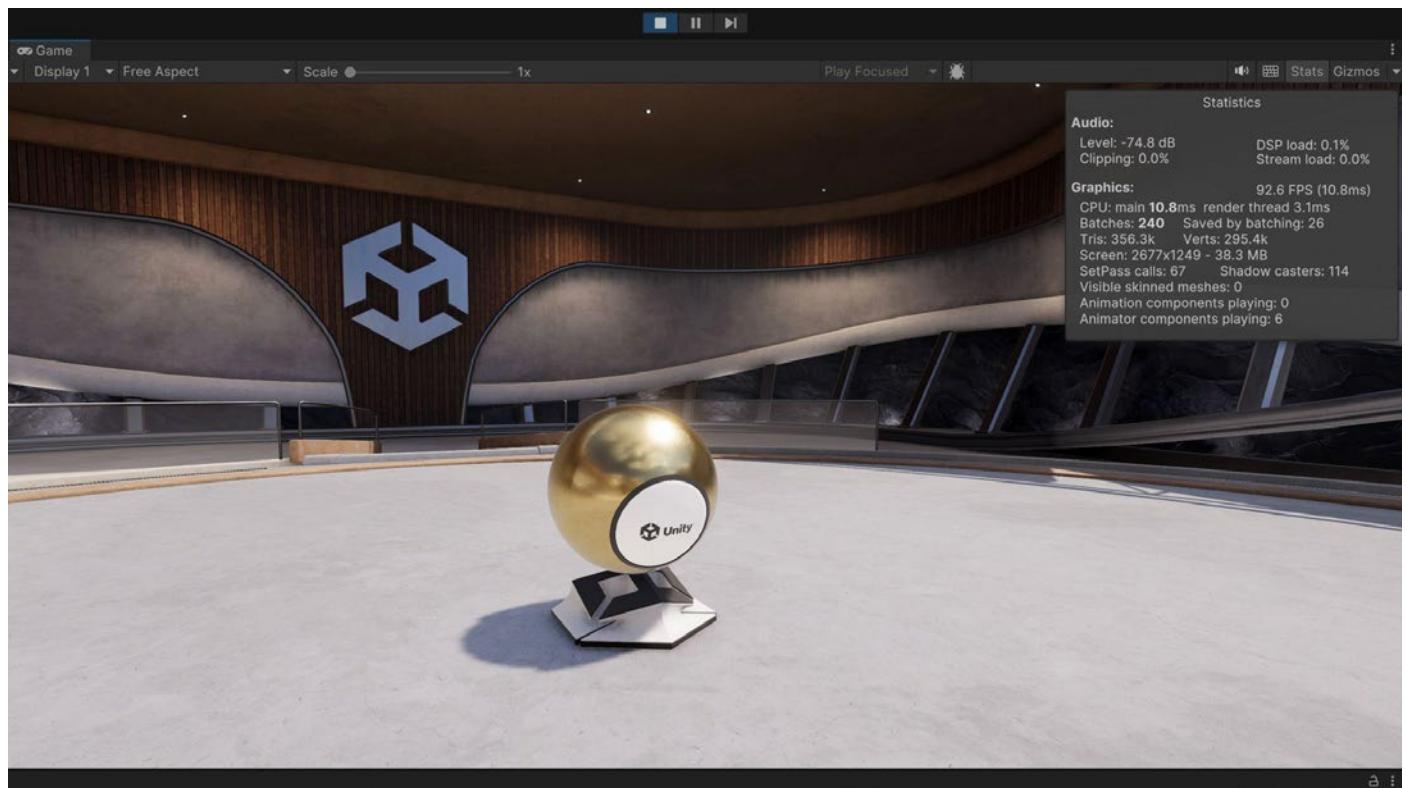 Game
Display 1 Free Aspect Scale 1x Play Focused Stats Gizmos
Statistics
Audio:
Level: -74.8 dB DSP load: 0.1%
Clipping: 0.0% Stream load: 0.0%
Graphics: 92.6 FPS (10.8ms)
CPU: main 10.8ms render thread 3.1ms
Batches: 240 Saved by batching: 26
Tris: 356.3k Verts: 295.4k
Screen: 2677x1249 - 38.3 MB
SetPass calls: 67 Shadow casters: 114
Visible skinned meshes: 0
Animation components playing: 0
Animator components playing: 6
Unity